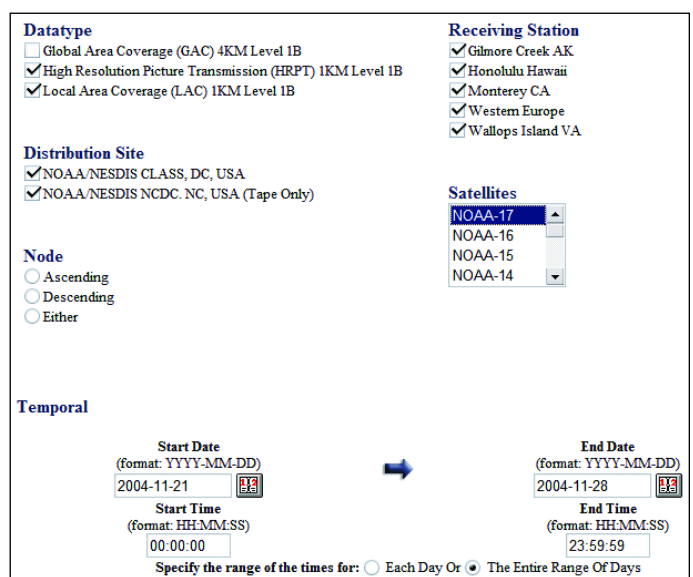 Datatype
Global Area Coverage (GAC) 4KM Level 1B
High Resolution Picture Transmission (HRPT) 1KM Level 1B
Local Area Coverage (LAC) 1KM Level 1B
Receiving Station
Gilmore Creek AK
Honolulu Hawaii
Monterey CA
Western Europe
Wallops Island VA
Distribution Site
NOAA/NESDIS CLASS, DC, USA
NOAA/NESDIS NCDC. NC, USA (Tape Only)
Satellites
NOAA-17
NOAA-16
NOAA-15
NOAA-14
Node
Ascending
Descending
Either
Temporal
Start Date
(format: YYYY-MM-DD)
2004-11-21
Start Time
(format: HH:MM:SS)
00:00:00
End Date
(format: YYYY-MM-DD)
2004-11-28
End Time
(format: HH:MM:SS)
23:59:59
Specify the range of the times for: Each Day Or The Entire Range Of Days